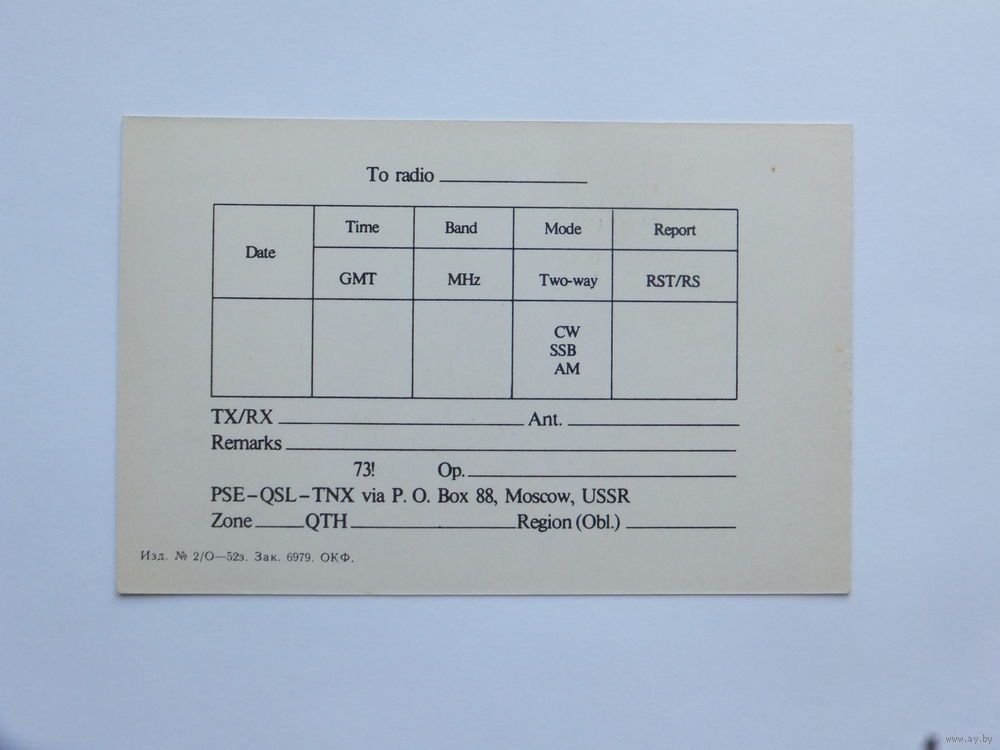 To radio
Date Time Band Mode Report
GMT MHz Two-way RST/RS
CW
SSB
AM
TX/RX Ant.
Remarks
73! Op.
PSE-QSL-TNX via P. O. Box 88, Moscow, USSR
Zone QTH Region (Obl.)
Изд. № 2/О—52з. Зак. 6979. ОКФ.
www.ay.by